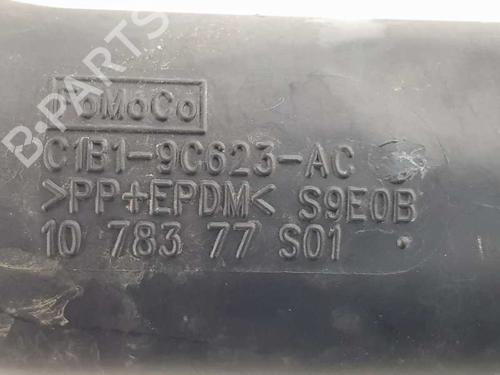 FoMoCo
C1B1-9C623-AC
>PP+EPDM< S9E0B
10 783 77 S01
B-PARTS